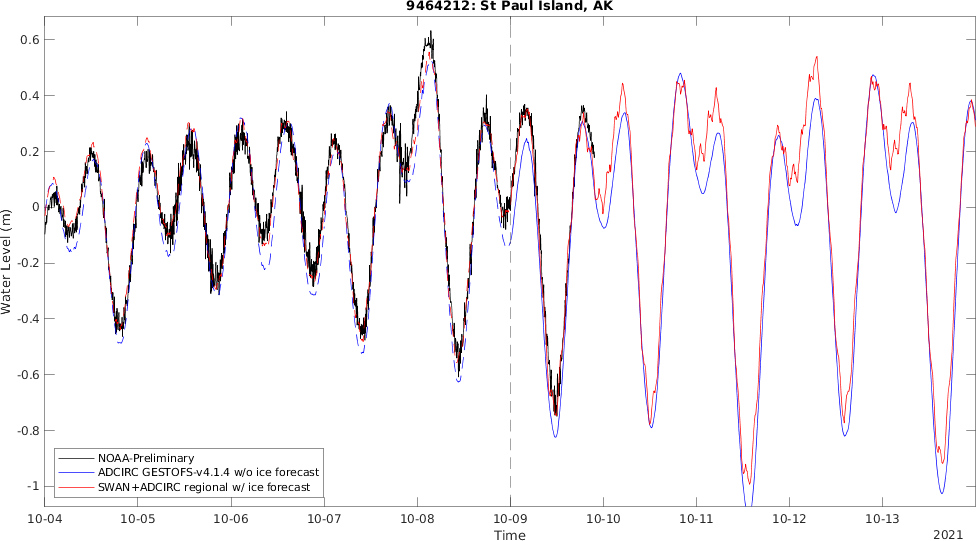 9464212: St Paul Island, AK
0.6
0.4
0.2
0
-0.2
-0.4
-0.6
-0.8
-1
Water Level (m)
NOAA-Preliminary
ADCIRC GESTOFS-v4.1.4 w/o ice forecast
SWAN+ADCIRC regional w/ ice forecast
10-04 10-05 10-06 10-07 10-08 10-09 10-10 10-11 10-12 10-13
Time
2021